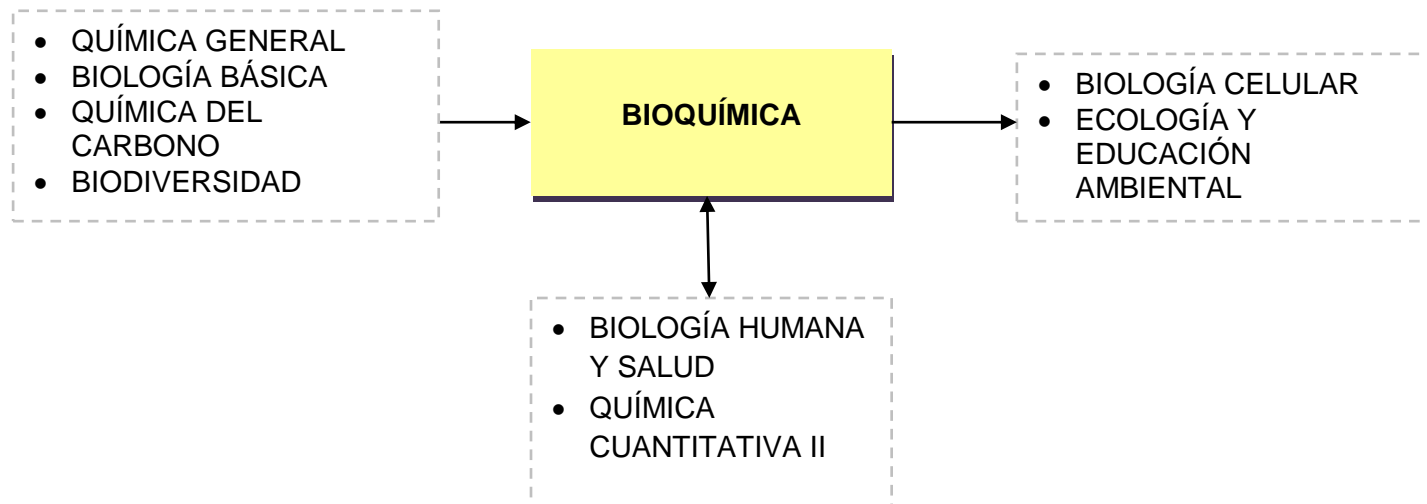 • QUÍMICA GENERAL
• BIOLOGÍA BÁSICA
• QUÍMICA DEL
CARBONO
• BIODIVERSIDAD
BIOQUÍMICA
• BIOLOGÍA CELULAR
• ECOLOGÍA Y
EDUCACIÓN
AMBIENTAL
• BIOLOGÍA HUMANA
Y SALUD
• QUÍMICA
CUANTITATIVA II